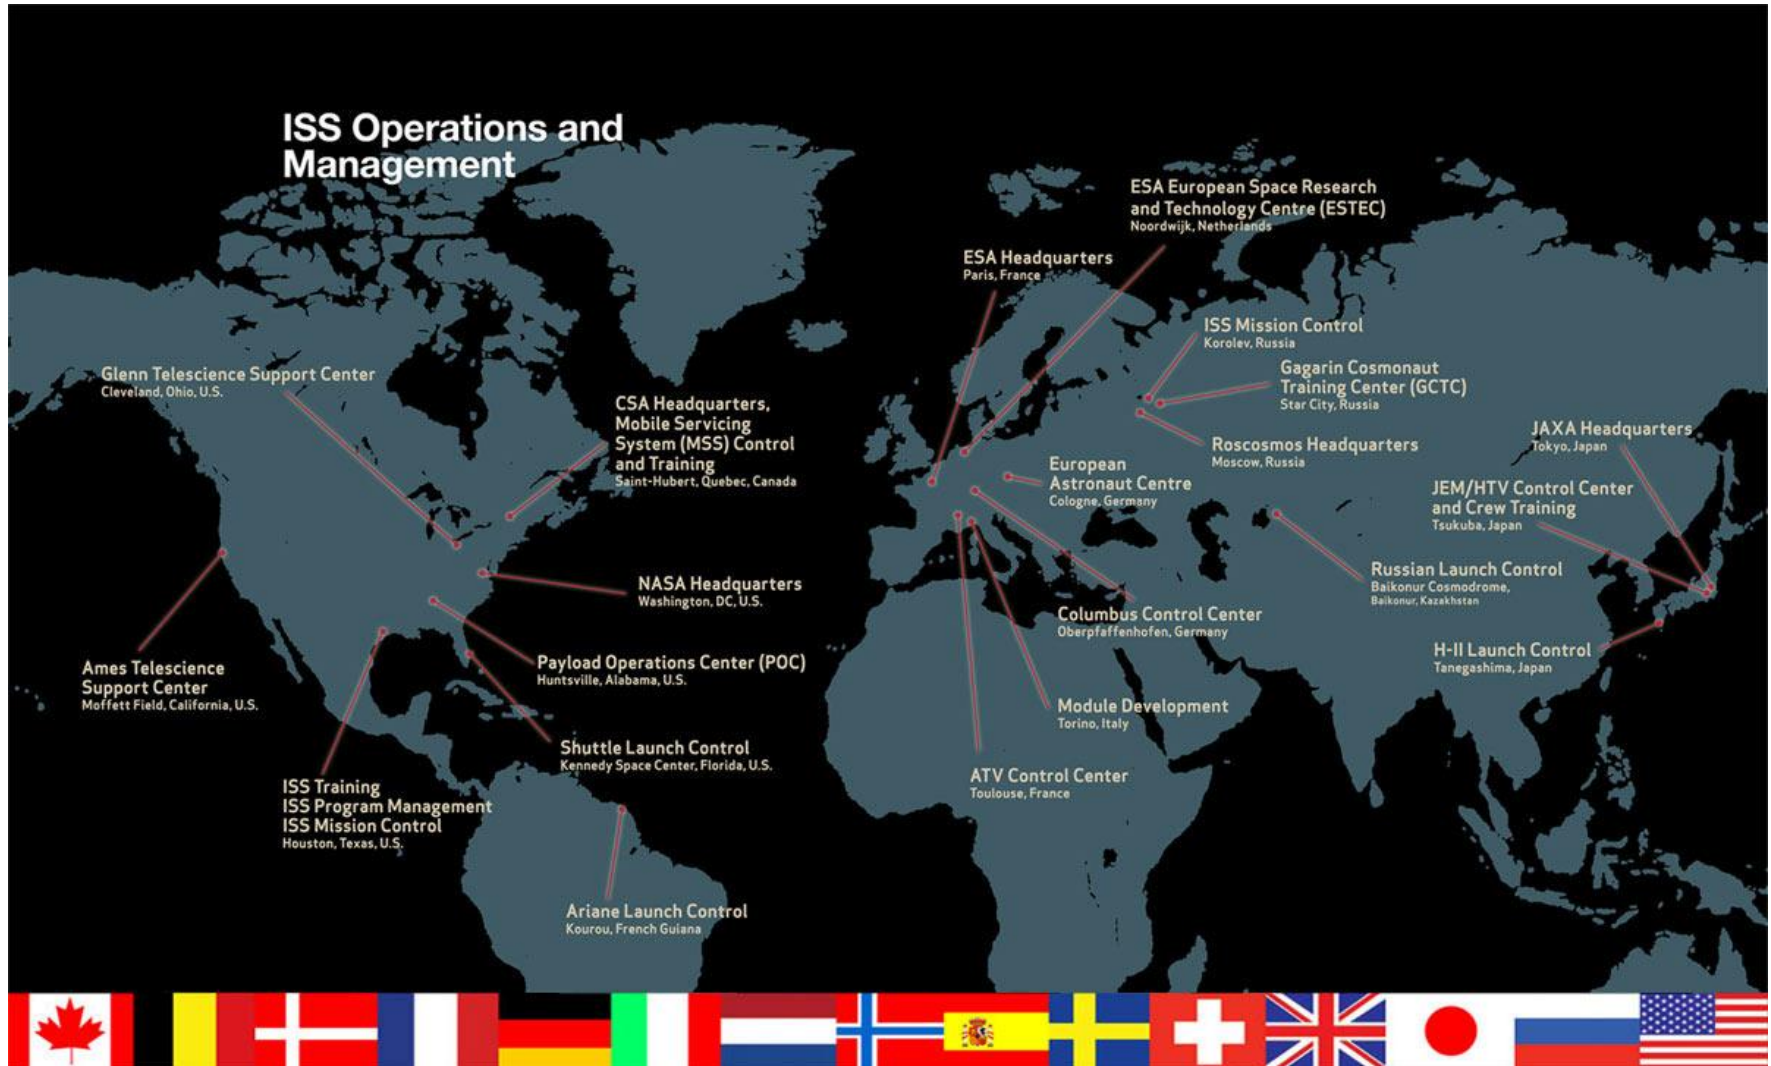 ISS Operations and
Management
ESA European Space Research
and Technology Centre (ESTEC)
Noordwijk, Netherlands
ESA Headquarters
Paris, France
ISS Mission Control
Korolev, Russia
Gagarin Cosmonaut
Training Center (GCTC)
Star City, Russia
Glenn Telescience Support Center
Cleveland, Ohio, U.S.
CSA Headquarters,
Mobile Servicing
System (MSS) Control
and Training
Saint-Hubert, Quebec, Canada
Roscosmos Headquarters
Moscow, Russia
JAXA Headquarters
Tokyo, Japan
European
Astronaut Centre
Cologne, Germany
JEM/HTV Control Center
and Crew Training
Tsukuba, Japan
NASA Headquarters
Washington, DC, U.S.
Russian Launch Control
Baikonur Cosmodrome,
Baikonur, Kazakhstan
Columbus Control Center
Oberpfaffenhofen, Germany
H-II Launch Control
Tanegashima, Japan
Ames Telescience
Support Center
Moffett Field, California, U.S.
Payload Operations Center (POC)
Huntsville, Alabama, U.S.
Module Development
Torino, Italy
Shuttle Launch Control
Kennedy Space Center, Florida, U.S.
ATV Control Center
Toulouse, France
ISS Training
ISS Program Management
ISS Mission Control
Houston, Texas, U.S.
Ariane Launch Control
Kourou, French Guiana